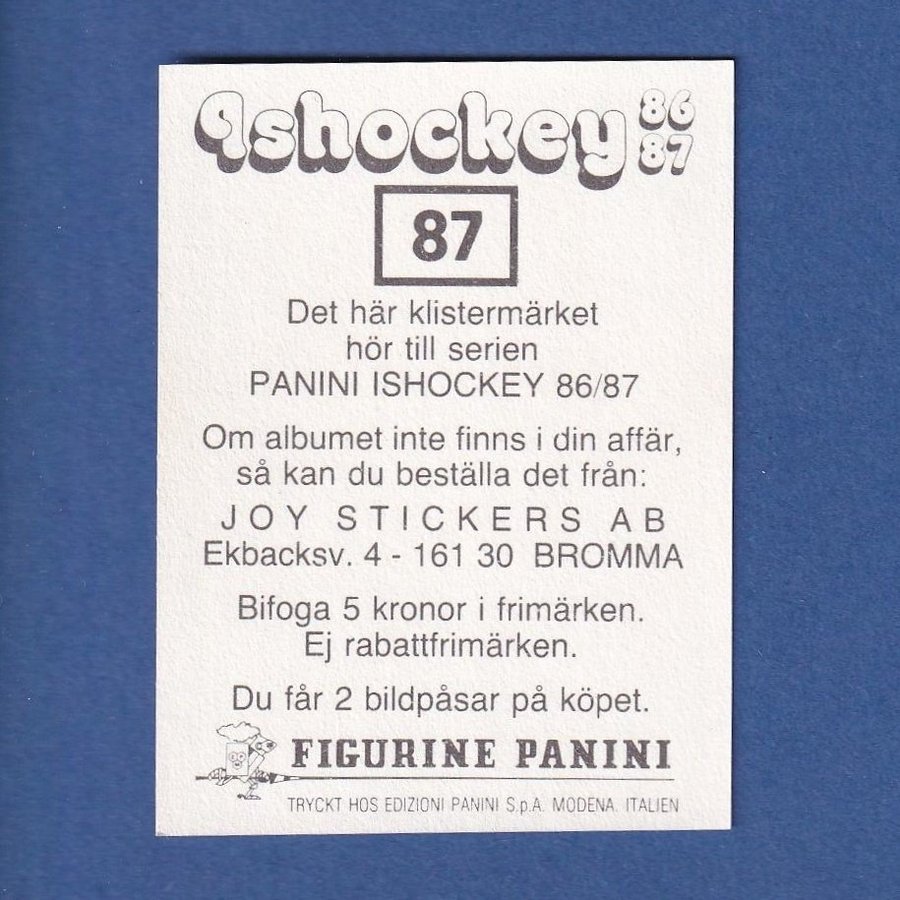 Ishockey 86
87
87
Det här klistermärket
hör till serien
PANINI ISHOCKEY 86/87
Om albumet inte finns i din affär,
så kan du beställa det från:
JOY STICKERS AB
Ekbacksv. 4 - 161 30 BROMMA
Bifoga 5 kronor i frimärken.
Ej rabattfrimärken.
Du får 2 bildpåsar på köpet.
FIGURINE PANINI
TRYCKT HOS EDIZIONI PANINI S.p.A. MODENA. ITALIEN